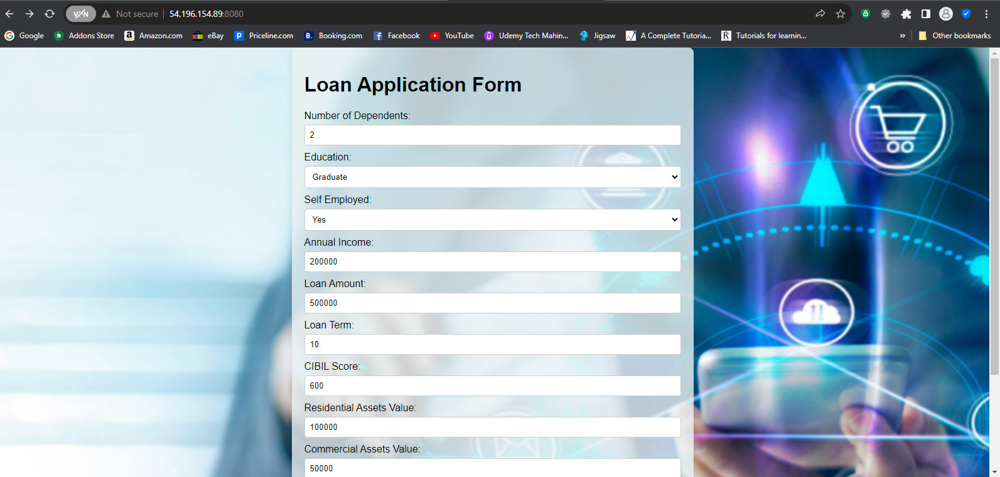 VPN Not secure 54.196.154.89:8080
Google Addons Store Amazon.com eBay Priceline.com Booking.com Facebook YouTube Udemy Tech Mahin... Jigsaw A Complete Tutoria... Tutorials for learnin... » Other bookmarks
Loan Application Form
Number of Dependents:
2
Education:
Graduate
Self Employed:
Yes
Annual Income:
200000
Loan Amount:
500000
Loan Term:
10
CIBIL Score:
600
Residential Assets Value:
100000
Commercial Assets Value:
50000